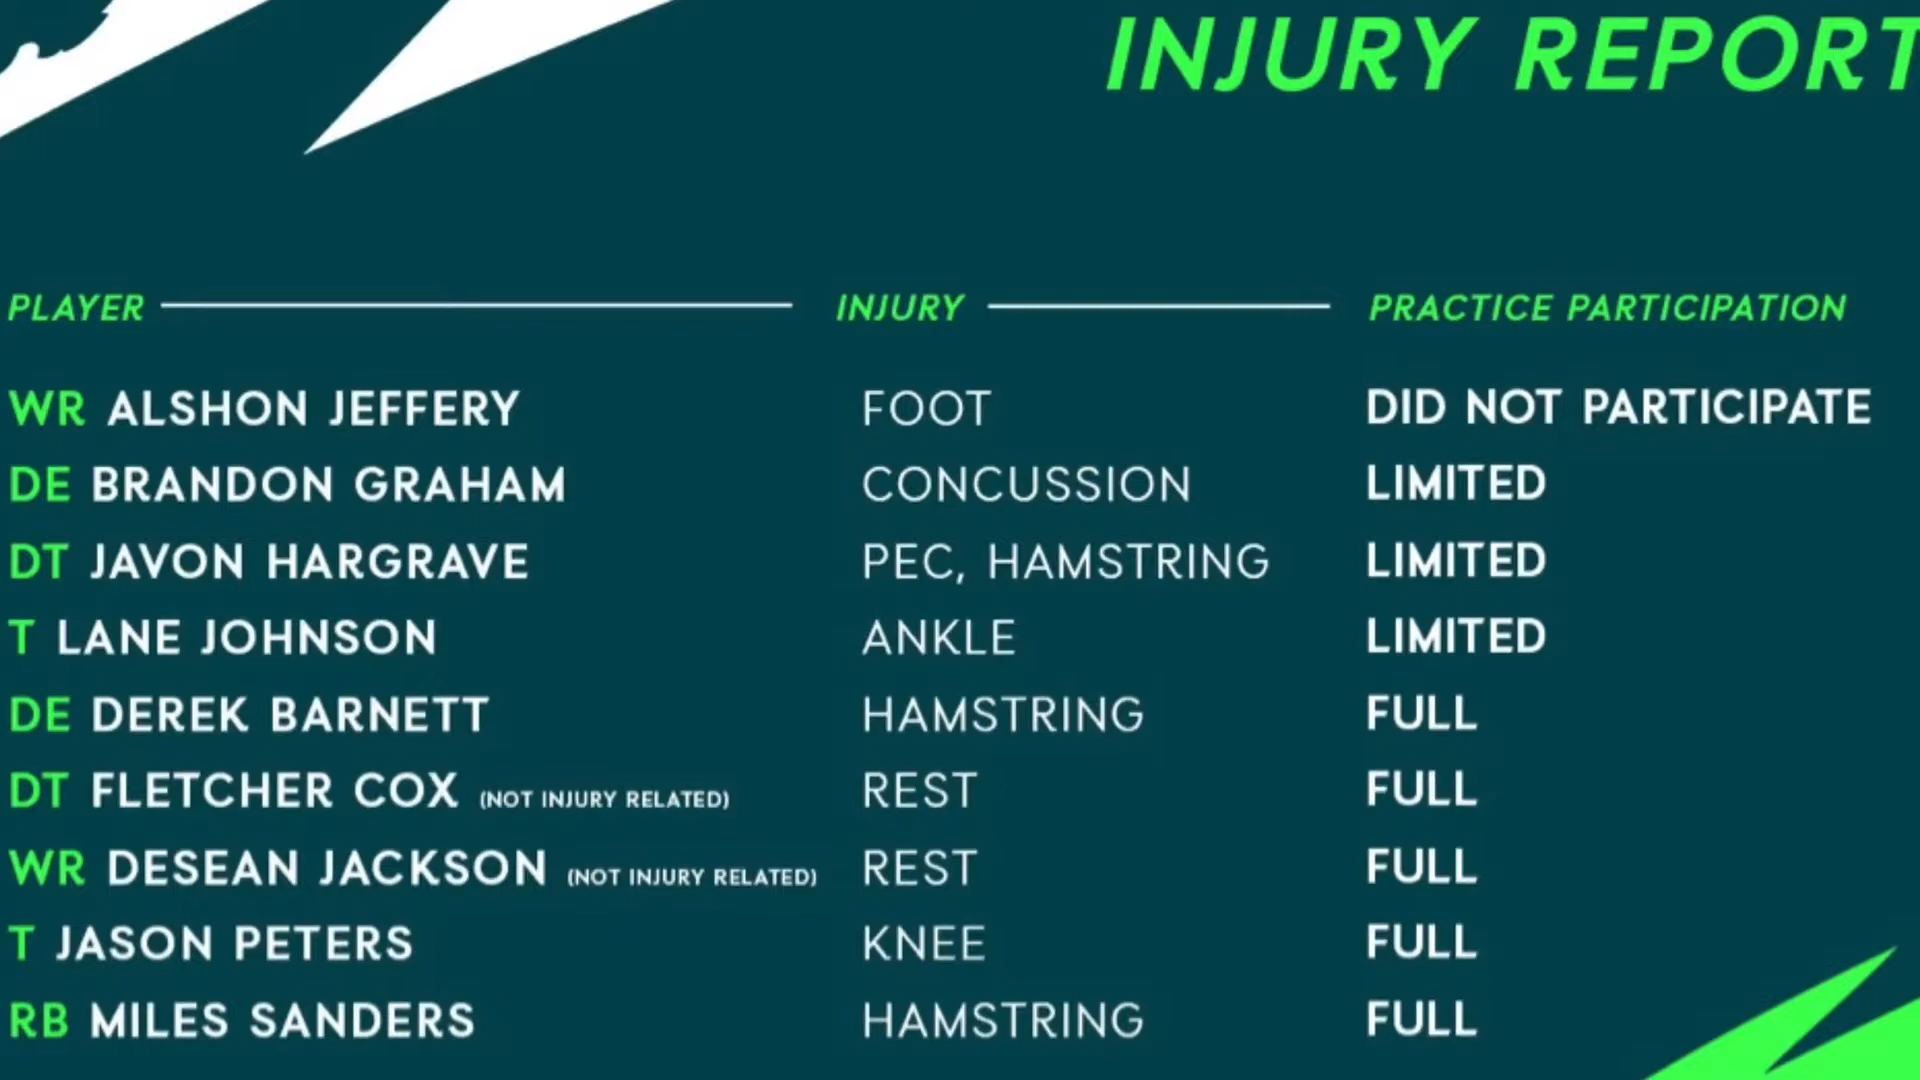 INJURY REPORT
PLAYER INJURY PRACTICE PARTICIPATION
WR ALSHON JEFFERY FOOT DID NOT PARTICIPATE
DE BRANDON GRAHAM CONCUSSION LIMITED
DT JAVON HARGRAVE PEC, HAMSTRING LIMITED
T LANE JOHNSON ANKLE LIMITED
DE DEREK BARNETT HAMSTRING FULL
DT FLETCHER COX (NOT INJURY RELATED) REST FULL
WR DESEAN JACKSON (NOT INJURY RELATED) REST FULL
T JASON PETERS KNEE FULL
RB MILES SANDERS HAMSTRING FULL